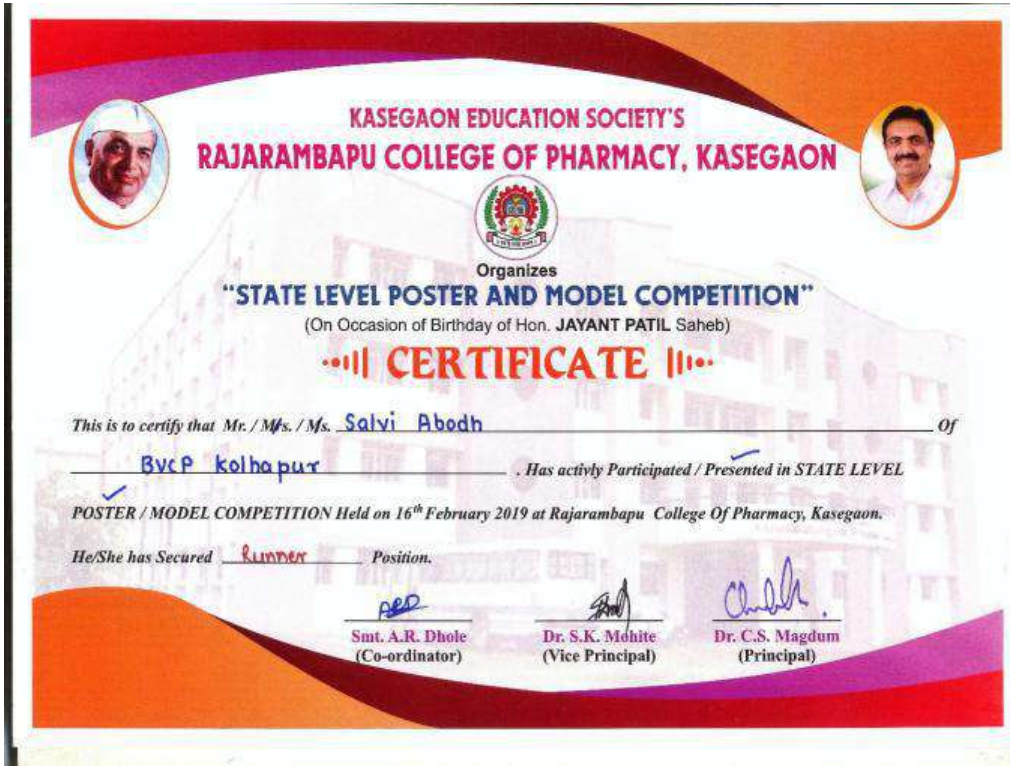 KASEGAON EDUCATION SOCIETY'S
RAJARAMBAPU COLLEGE OF PHARMACY, KASEGAON
Organizes
"STATE LEVEL POSTER AND MODEL COMPETITION"
(On Occasion of Birthday of Hon. JAYANT PATIL Saheb)
CERTIFICATE
This is to certify that Mr. / Mrs. / Ms. Salvi Abodh Of
BVCP Kolhapur . Has activly Participated / Presented in STATE LEVEL
POSTER / MODEL COMPETITION Held on 16th February 2019 at Rajarambapu College Of Pharmacy, Kasegaon.
He/She has Secured Runner Position.
Smt. A.R. Dhole Dr. S.K. Mohite Dr. C.S. Magdum
(Co-ordinator) (Vice Principal) (Principal)